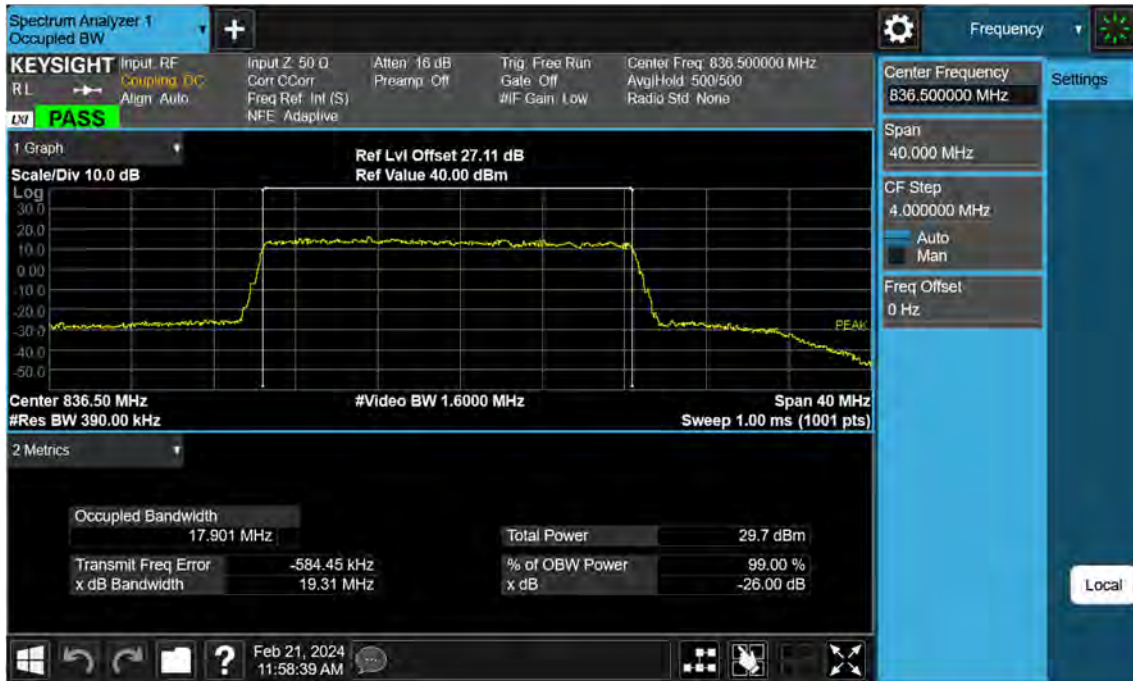 Spectrum Analyzer 1
Occupied BW
Frequency
KEYSIGHT
RL
LXI
PASS
Input: RF
Coupling: DC
Align: Auto
Input Z: 50 Ω
Corr CCorr
Freq Ref: Int (S)
NFE: Adaptive
Atten: 16 dB
Preamp: Off
Trig: Free Run
Gate: Off
#IF Gain: Low
Center Freq: 836.500000 MHz
Avg|Hold: 500/500
Radio Std: None
1 Graph
Scale/Div 10.0 dB
Ref Lvl Offset 27.11 dB
Ref Value 40.00 dBm
Log
30.0
20.0
10.0
0.00
-10.0
-20.0
-30.0
-40.0
-50.0
PEAK
Center 836.50 MHz
#Video BW 1.6000 MHz
Span 40 MHz
#Res BW 390.00 kHz
Sweep 1.00 ms (1001 pts)
2 Metrics
Occupied Bandwidth
17.901 MHz
Transmit Freq Error -584.45 kHz
x dB Bandwidth 19.31 MHz
Total Power 29.7 dBm
% of OBW Power 99.00 %
x dB -26.00 dB
Feb 21, 2024
11:58:39 AM
?
Center Frequency
836.500000 MHz
Span
40.000 MHz
CF Step
4.000000 MHz
Auto
Man
Freq Offset
0 Hz
Settings
Local